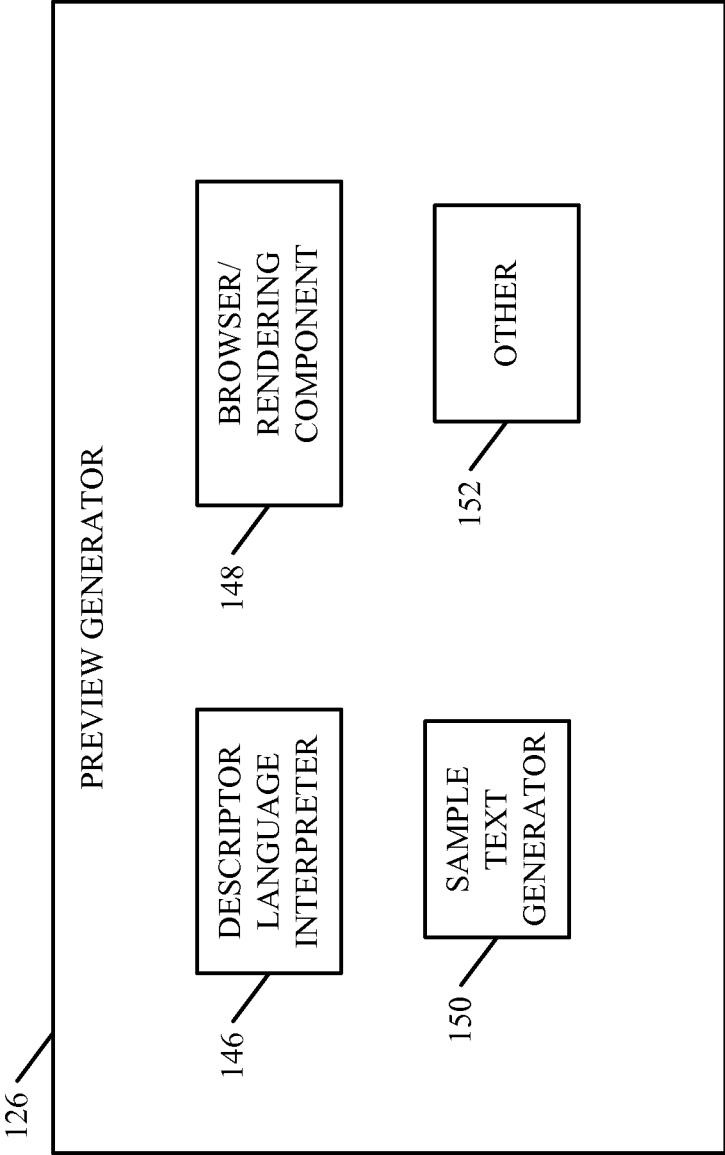 126
PREVIEW GENERATOR
146
DESCRIPTOR
LANGUAGE
INTERPRETER
148
BROWSER/
RENDERING
COMPONENT
150
SAMPLE
TEXT
GENERATOR
152
OTHER